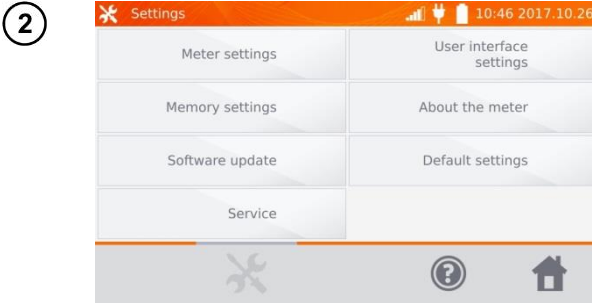 2
Settings
10:46 2017.10.26
Meter settings
User interface
settings
Memory settings
About the meter
Software update
Default settings
Service
?